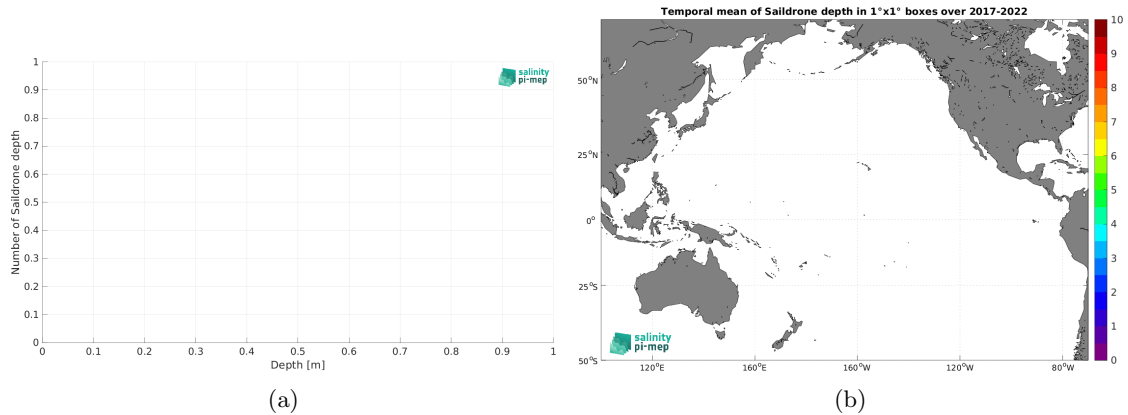 Temporal mean of Saildrone depth in 1°x1° boxes over 2017-2022
Number of Saildrone depth
1
0.9
0.8
0.7
0.6
0.5
0.4
0.3
0.2
0.1
0
0 0.1 0.2 0.3 0.4 0.5 0.6 0.7 0.8 0.9 1
Depth [m]
salinity
pi-mep
(a)
50°N
25°N
0°
25°S
50°S
120°E 160°E 160°W 120°W 80°W
salinity
pi-mep
10
9
8
7
6
5
4
3
2
1
0
(b)